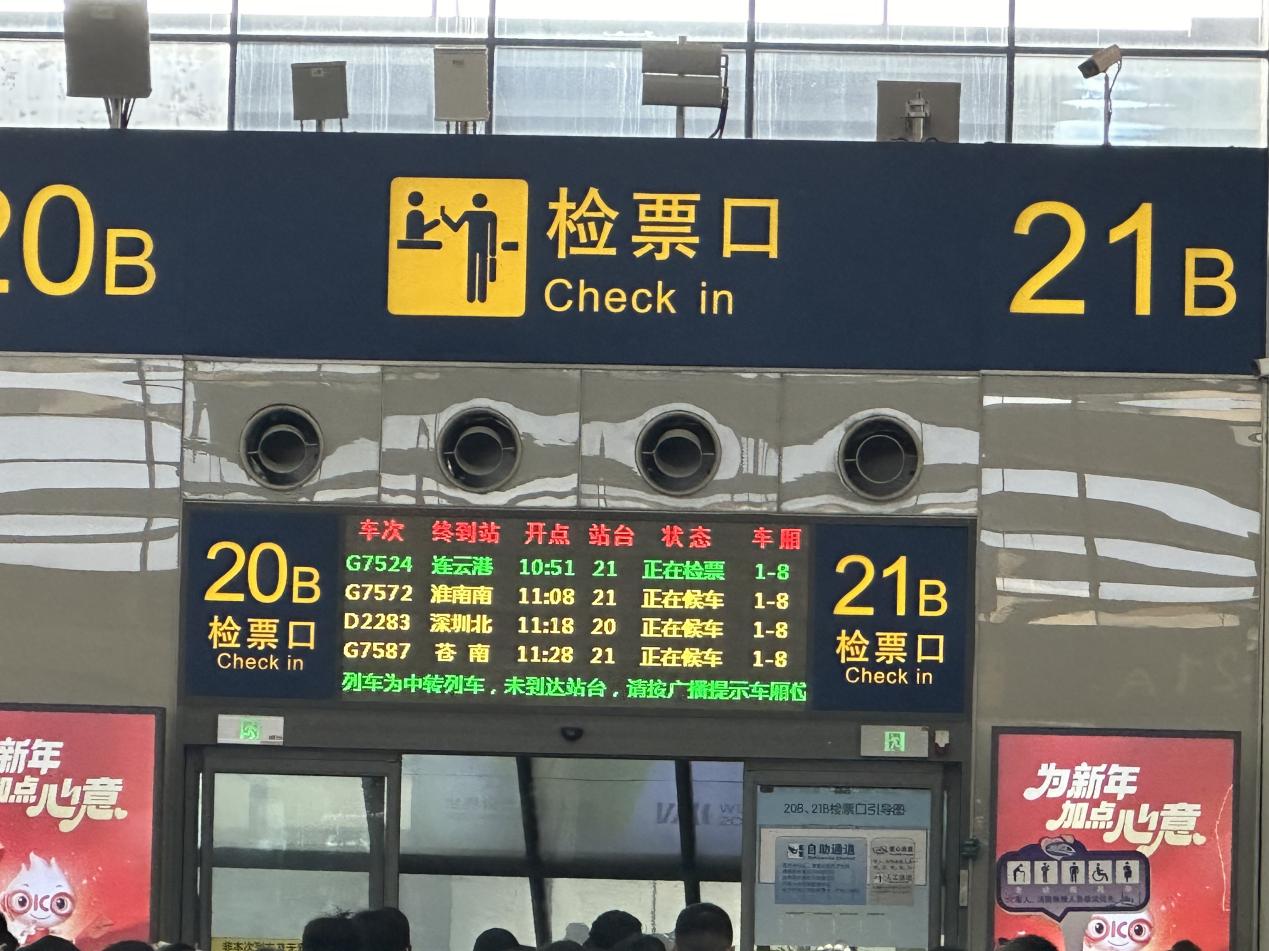 20B
检票口
Check in
21B
20B
检票口
Check in
车次 终到站 开点 站台 状态 车厢
G7524 连云港 10:51 21 正在检票 1-8
G7572 淮南南 11:08 21 正在候车 1-8
D2283 深圳北 11:18 20 正在候车 1-8
G7587 苍南 11:28 21 正在候车 1-8
列车为中转列车，未到达站台，请按广播提示车厢位
21B
检票口
Check in
新年
加点心意
为新年
加点心意
20B、21B检票口引导图
自助通道
人工通道